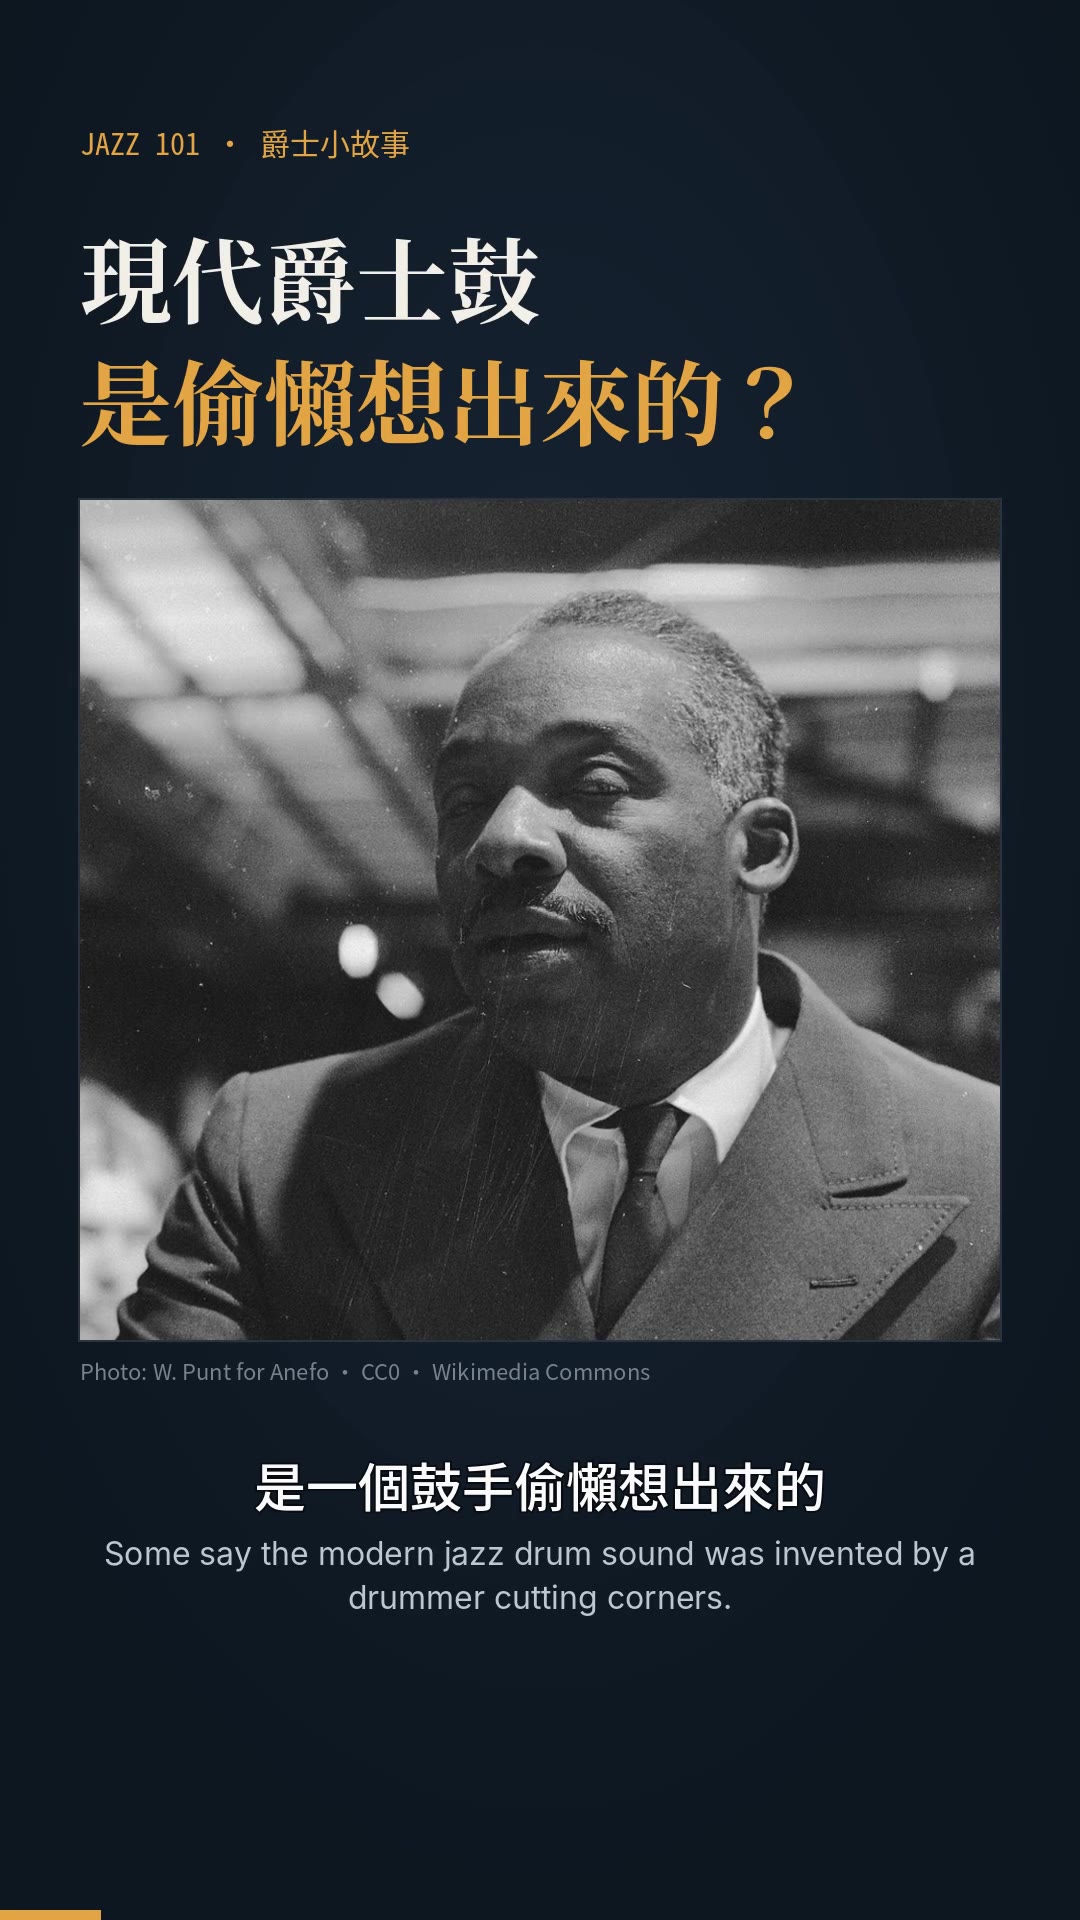 JAZZ 101 · 爵士小故事
現代爵士鼓
是偷懶想出來的？
Photo: W. Punt for Anefo · CC0 · Wikimedia Commons
是一個鼓手偷懶想出來的
Some say the modern jazz drum sound was invented by a
drummer cutting corners.